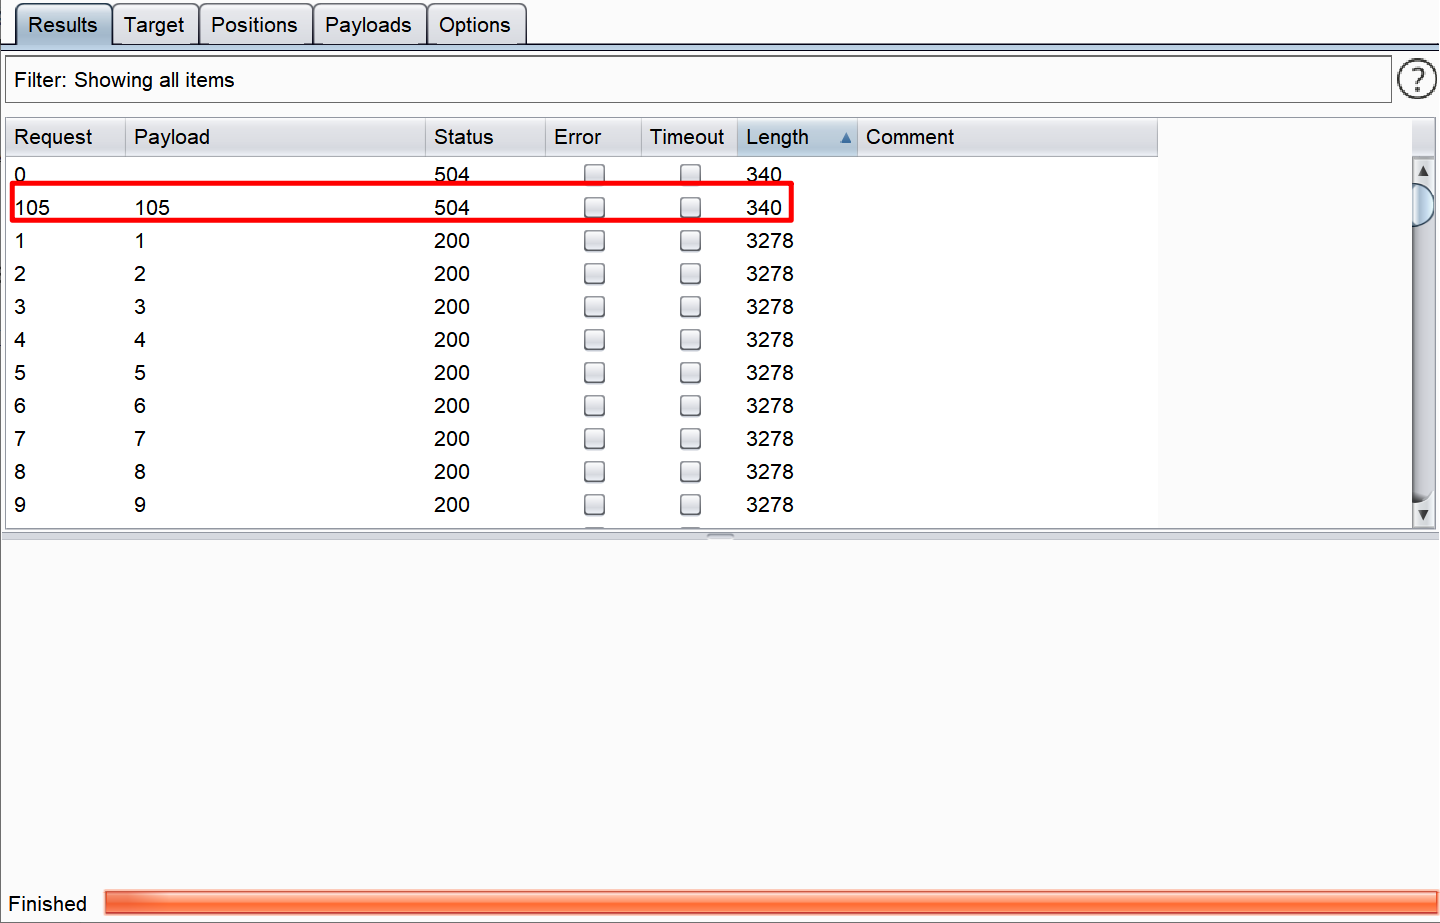 Results Target Positions Payloads Options
Filter: Showing all items
?
Request Payload Status Error Timeout Length Comment
0 504 340
105 105 504 340
1 1 200 3278
2 2 200 3278
3 3 200 3278
4 4 200 3278
5 5 200 3278
6 6 200 3278
7 7 200 3278
8 8 200 3278
9 9 200 3278
Finished